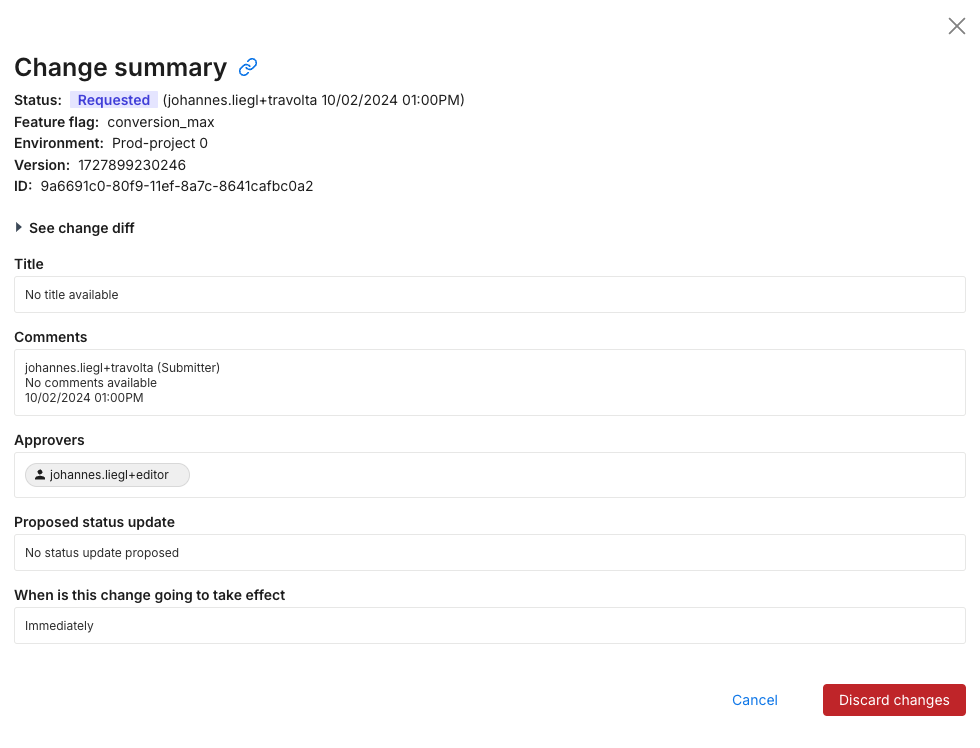 Change summary
Status: Requested (johannes.liegl+travolta 10/02/2024 01:00PM)
Feature flag: conversion_max
Environment: Prod-project 0
Version: 1727899230246
ID: 9a6691c0-80f9-11ef-8a7c-8641cafbc0a2
See change diff
Title
No title available
Comments
johannes.liegl+travolta (Submitter)
No comments available
10/02/2024 01:00PM
Approvers
johannes.liegl+editor
Proposed status update
No status update proposed
When is this change going to take effect
Immediately
Cancel
Discard changes